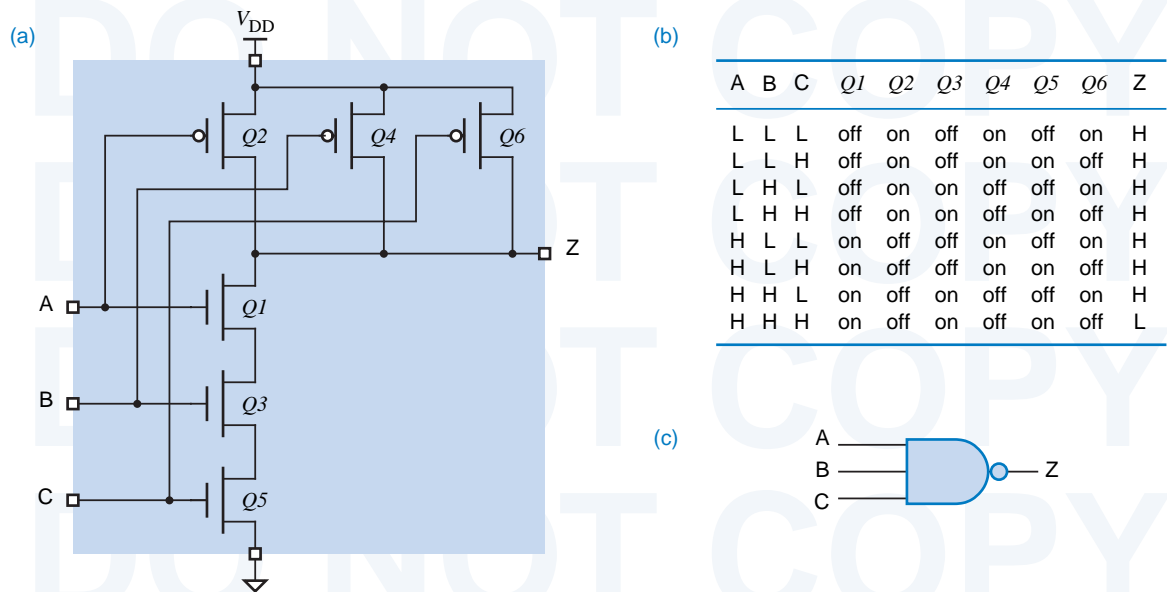 DO NOT COPY
(a)
VDD
Q2
Q4
Q6
Z
A
Q1
B
Q3
C
Q5
(b)
A B C Q1 Q2 Q3 Q4 Q5 Q6 Z
L L L off on off on off on H
L L H off on off on on off H
L H L off on on off off on H
L H H off on on off on off H
H L L on off off on off on H
H L H on off off on on off H
H H L on off on off off on H
H H H on off on off on off L
(c)
A
B
C
Z
DO NOT COPY
DO NOT COPY
DO NOT COPY